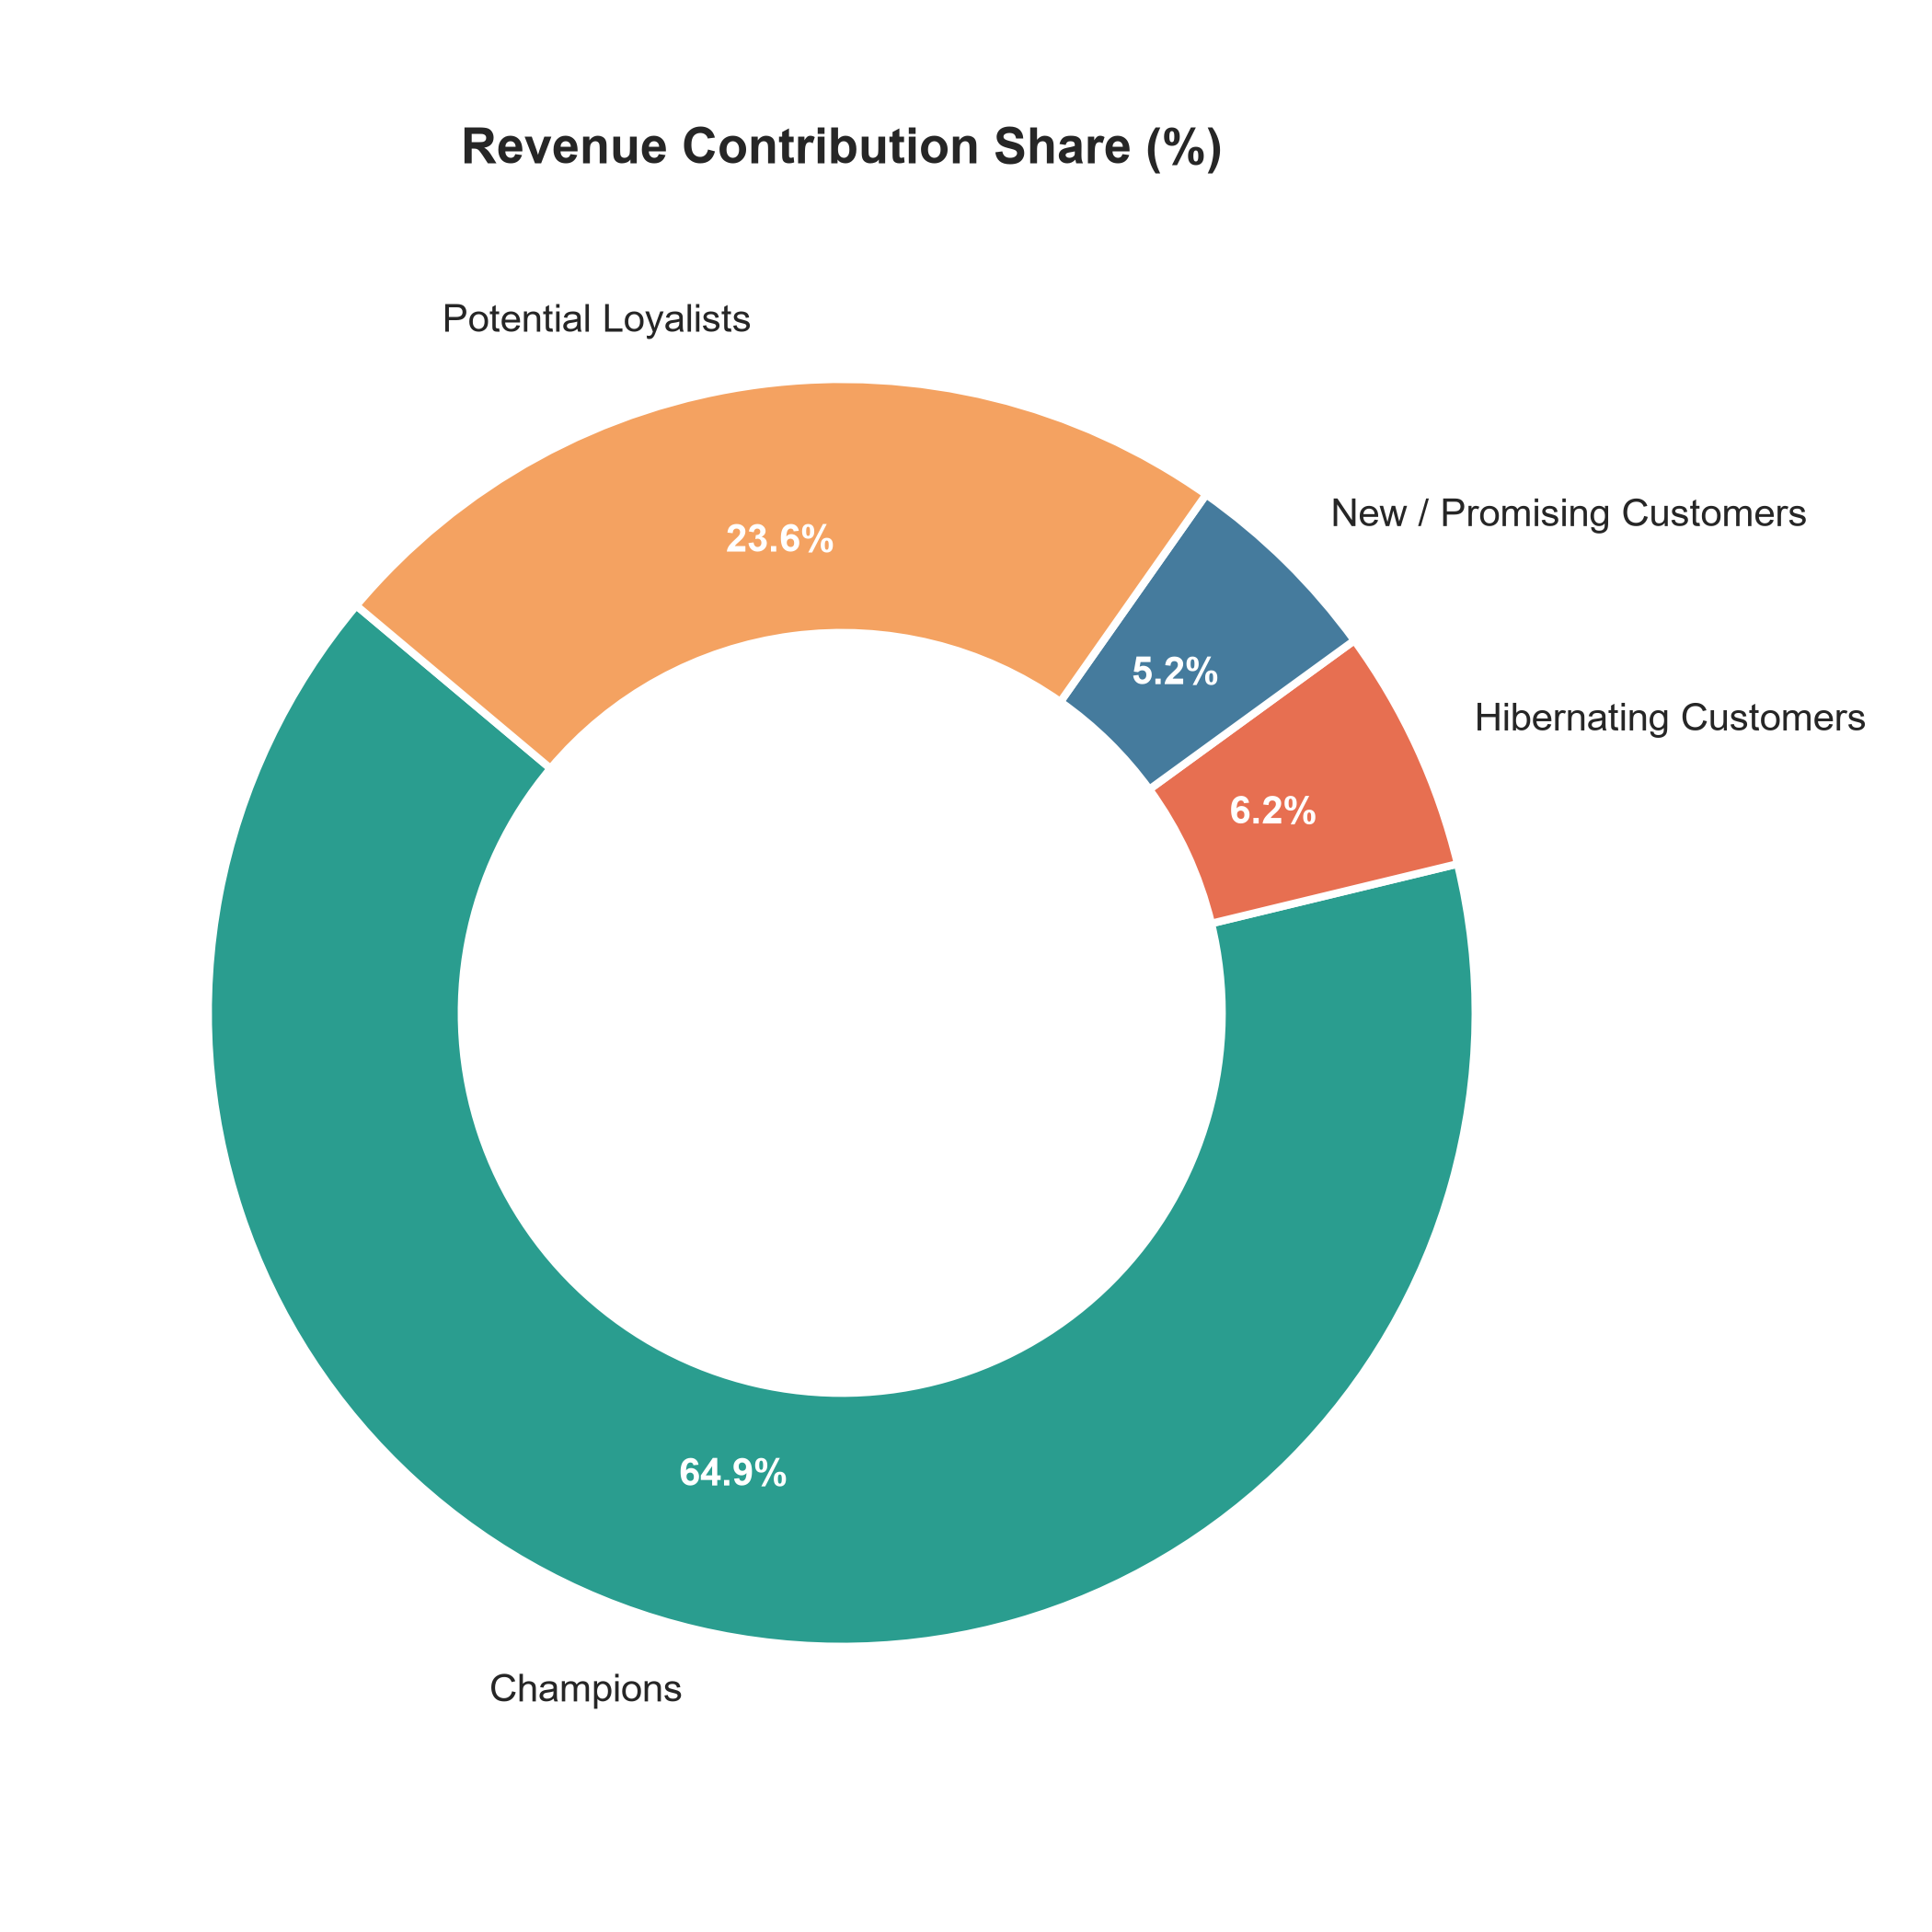 Revenue Contribution Share (%)
Potential Loyalists
23.6%
New / Promising Customers
5.2%
Hibernating Customers
6.2%
64.9%
Champions